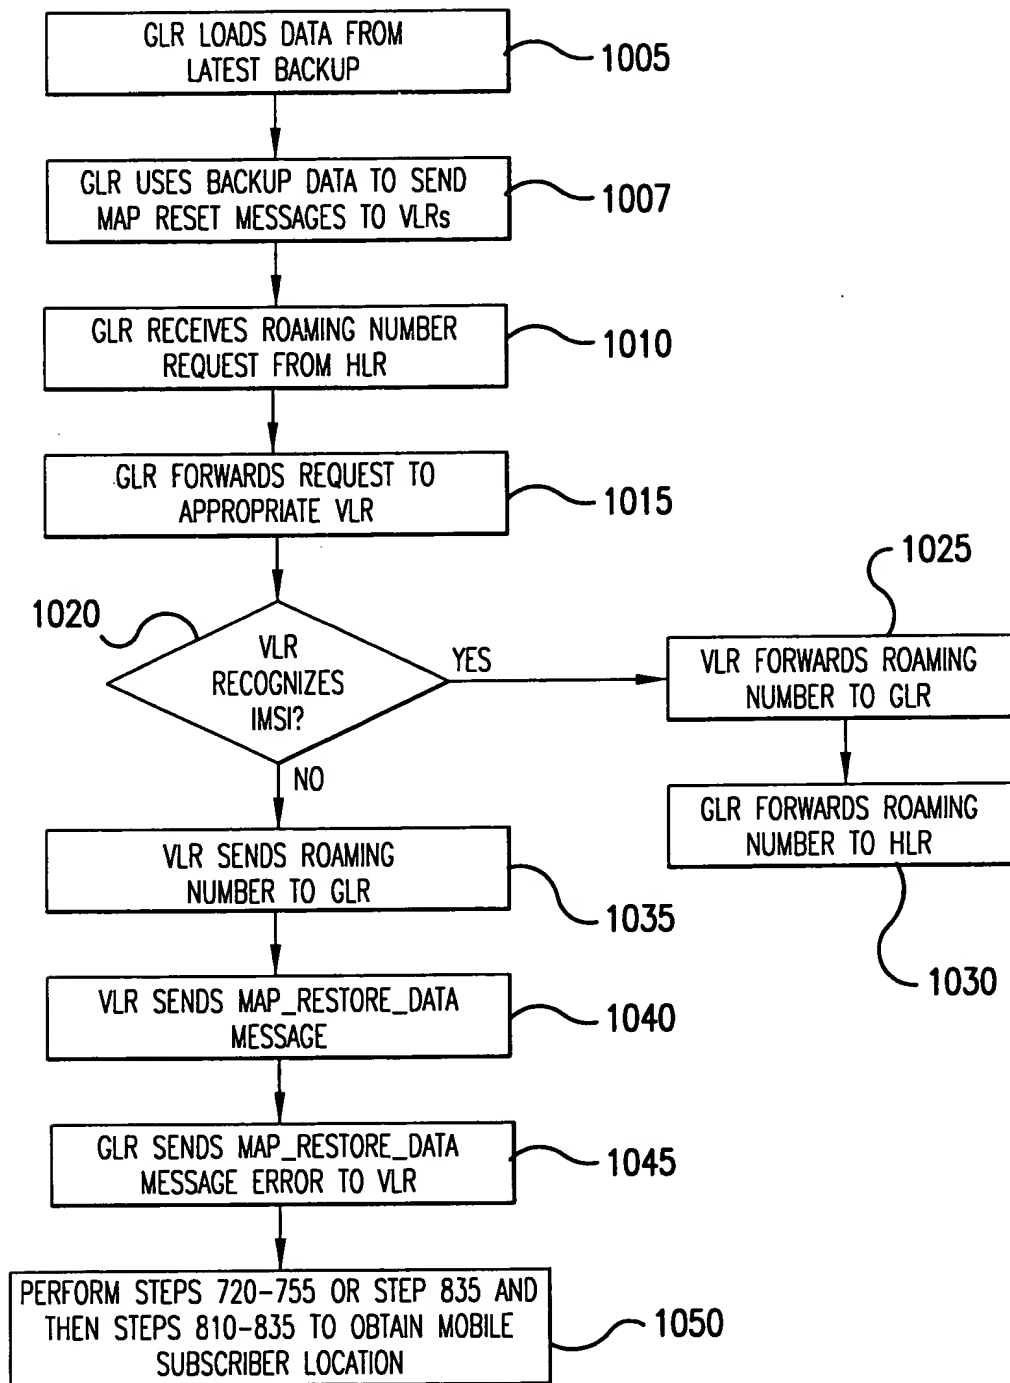 GLR LOADS DATA FROM
LATEST BACKUP
1005
GLR USES BACKUP DATA TO SEND
MAP RESET MESSAGES TO VLRs
1007
GLR RECEIVES ROAMING NUMBER
REQUEST FROM HLR
1010
GLR FORWARDS REQUEST TO
APPROPRIATE VLR
1015
1020
VLR
RECOGNIZES
IMSI?
YES
NO
1025
VLR FORWARDS ROAMING
NUMBER TO GLR
GLR FORWARDS ROAMING
NUMBER TO HLR
1030
VLR SENDS ROAMING
NUMBER TO GLR
1035
VLR SENDS MAP_RESTORE_DATA
MESSAGE
1040
GLR SENDS MAP_RESTORE_DATA
MESSAGE ERROR TO VLR
1045
PERFORM STEPS 720-755 OR STEP 835 AND
THEN STEPS 810-835 TO OBTAIN MOBILE
SUBSCRIBER LOCATION
1050